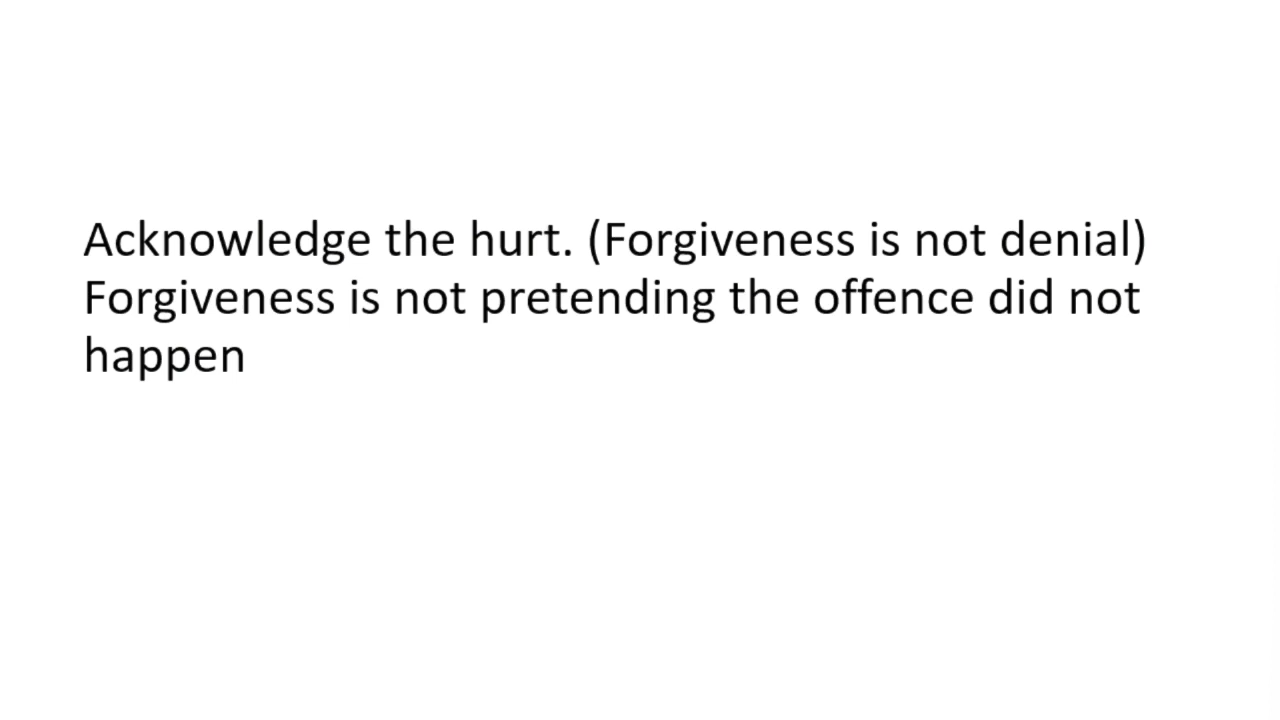 Acknowledge the hurt. (Forgiveness is not denial)
Forgiveness is not pretending the offence did not
happen